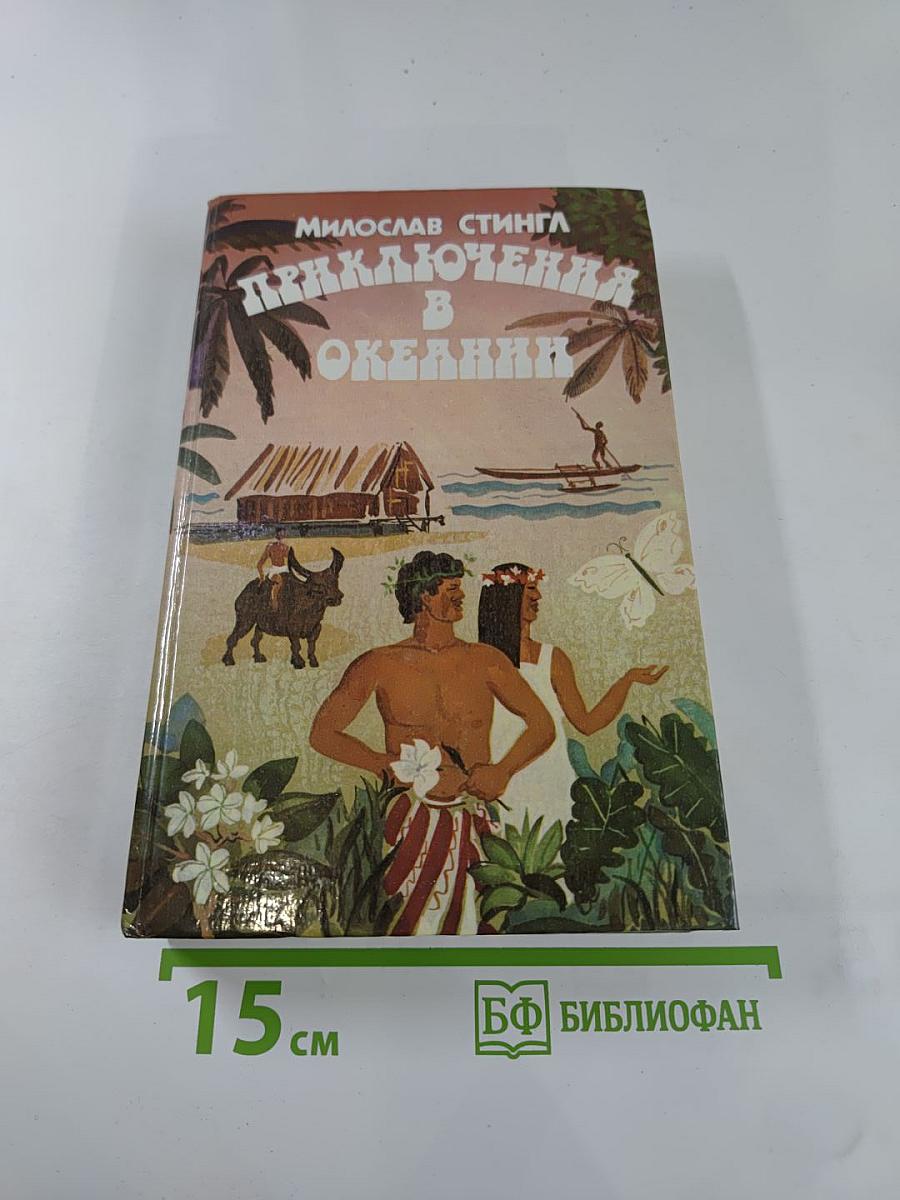 Милослав Стингл
ПРИКЛЮЧЕНИЯ
В
ОКЕАНИИ
15 см
БФ БИБЛИОФАН